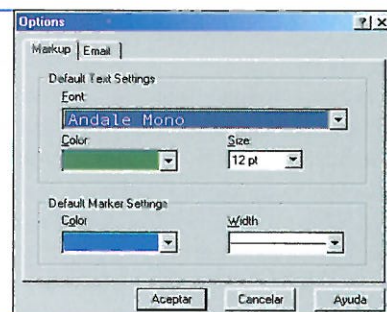 Options
Markup Email
Default Text Settings
Font:
Andale Mono
Color: Size:
12 pt
Default Marker Settings
Color Width
Aceptar Cancelar Ayuda